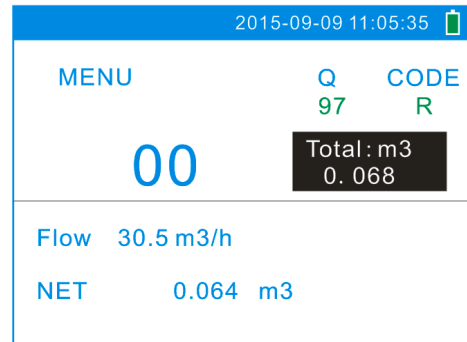 2015-09-09 11:05:35
MENU Q CODE
97 R
00
Total: m3
0.068
Flow 30.5 m3/h
NET 0.064 m3